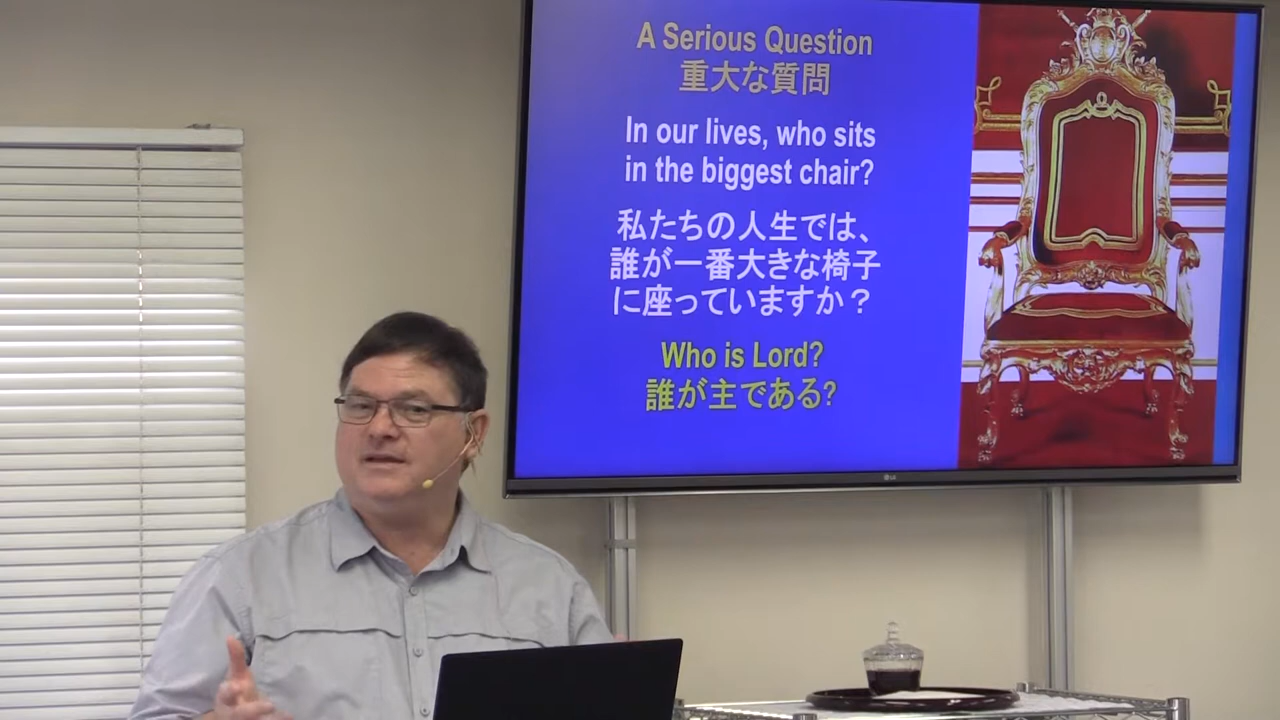 A Serious Question
重大な質問
In our lives, who sits
in the biggest chair?
私たちの人生では、
誰が一番大きな椅子
に座っていますか？
Who is Lord?
誰が主である?
LG